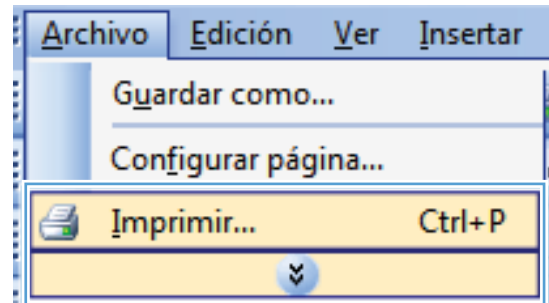 Archivo Edición Ver Insertar
Guardar como...
Configurar página...
Imprimir... Ctrl+P